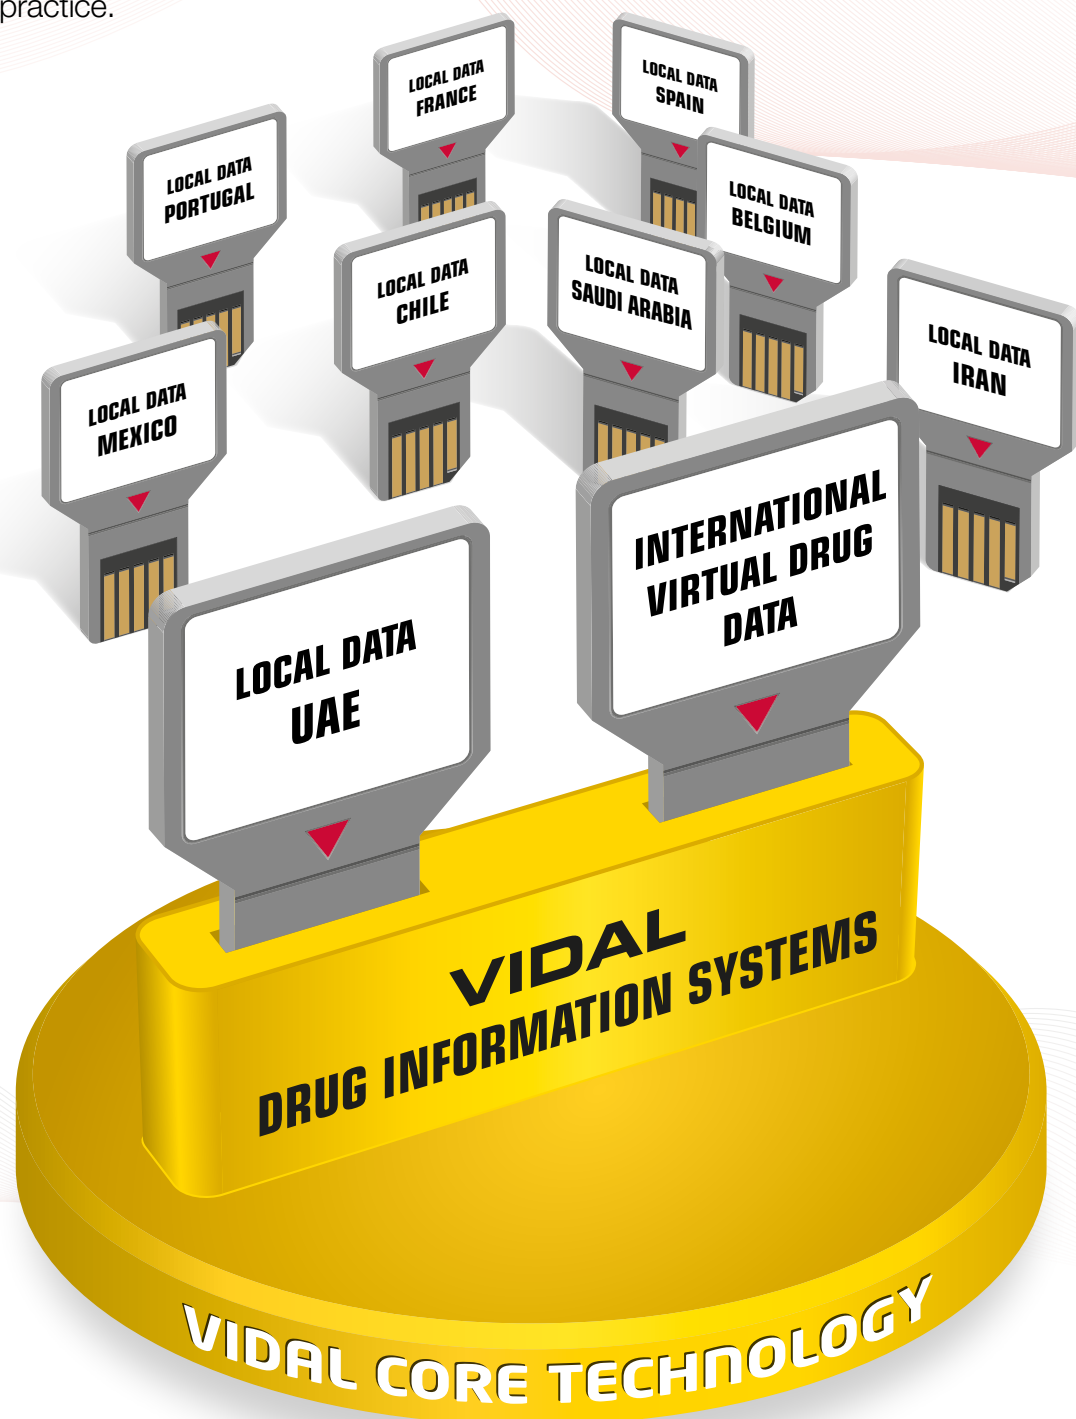 practice.
LOCAL DATA
FRANCE
LOCAL DATA
SPAIN
LOCAL DATA
PORTUGAL
LOCAL DATA
BELGIUM
LOCAL DATA
CHILE
LOCAL DATA
SAUDI ARABIA
LOCAL DATA
IRAN
LOCAL DATA
MEXICO
INTERNATIONAL
VIRTUAL DRUG
DATA
LOCAL DATA
UAE
VIDAL
DRUG INFORMATION SYSTEMS
VIDAL CORE TECHNOLOGY